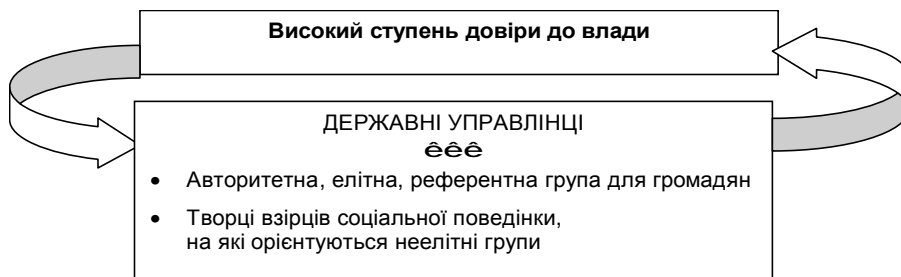 Високий ступень довіри до влади
ДЕРЖАВНІ УПРАВЛІНЦІ
êêê
• Авторитетна, елітна, референтна група для громадян
• Творці взірців соціальної поведінки,
на які орієнтуються неелітні групи